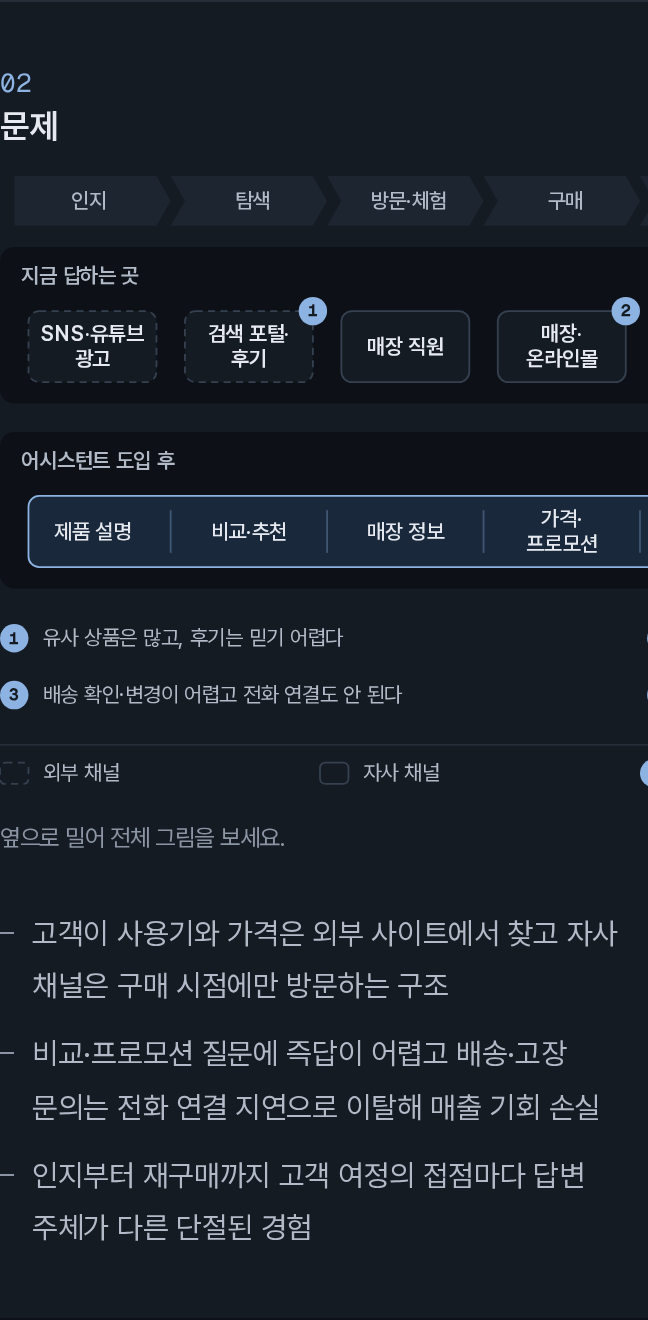 02
문제
인지
탐색
방문·체험
구매
지금 답하는 곳
SNS·유튜브
광고
검색 포털·
후기
1
매장 직원
매장·
온라인몰
2
어시스턴트 도입 후
제품 설명
비교·추천
매장 정보
가격·
프로모션
1 유사 상품은 많고, 후기는 믿기 어렵다
3 배송 확인·변경이 어렵고 전화 연결도 안 된다
외부 채널
자사 채널
옆으로 밀어 전체 그림을 보세요.
– 고객이 사용기와 가격은 외부 사이트에서 찾고 자사
채널은 구매 시점에만 방문하는 구조
– 비교·프로모션 질문에 즉답이 어렵고 배송·고장
문의는 전화 연결 지연으로 이탈해 매출 기회 손실
– 인지부터 재구매까지 고객 여정의 접점마다 답변
주체가 다른 단절된 경험